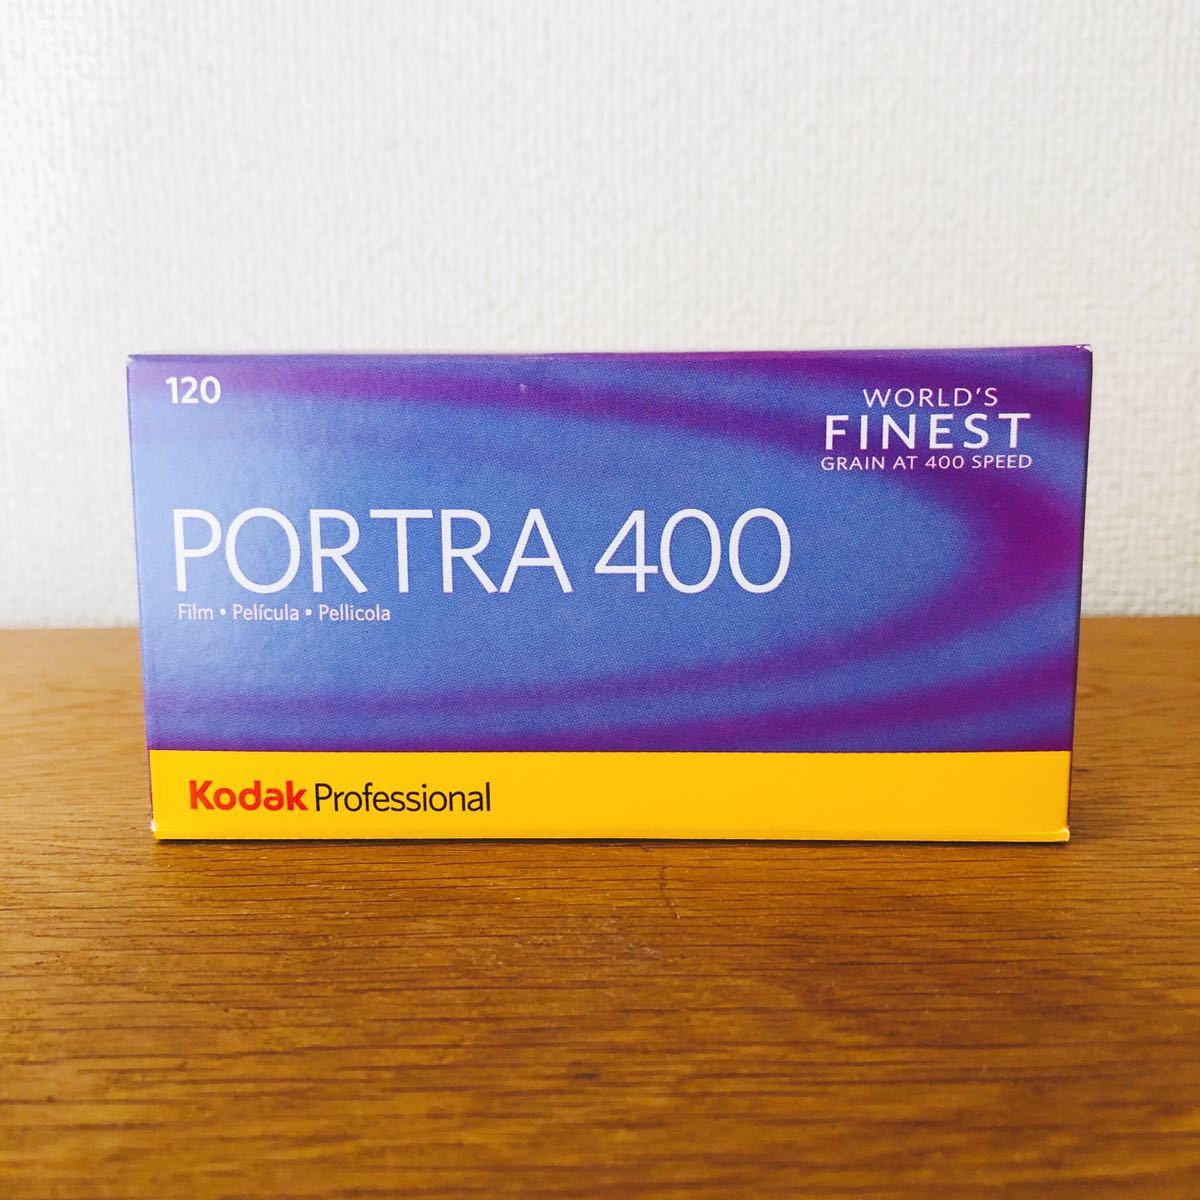 120
WORLD'S
FINEST
GRAIN AT 400 SPEED
PORTRA 400
Film • Película • Pellicola
Kodak Professional